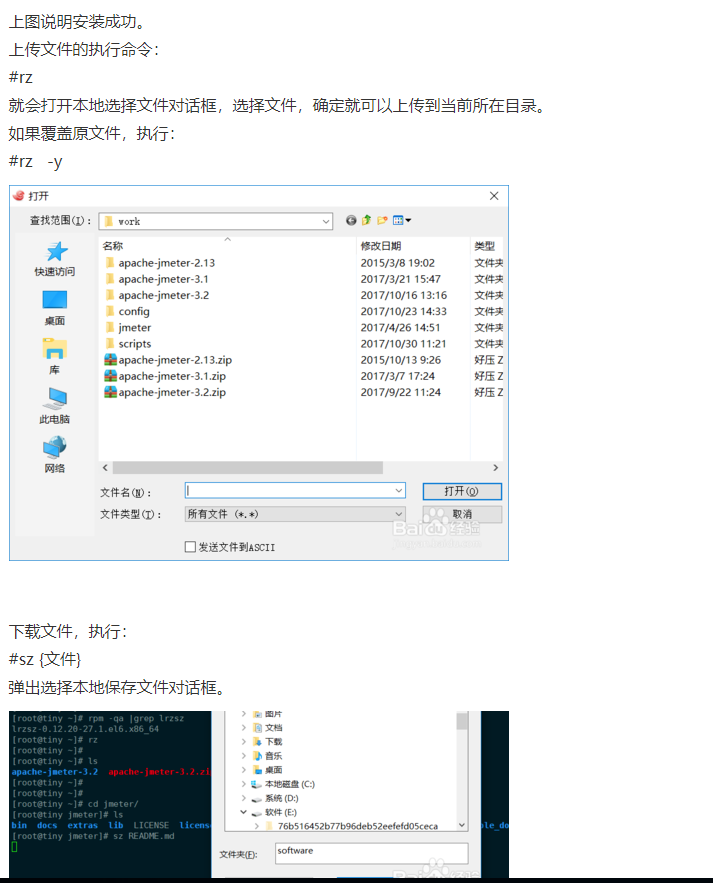 上图说明安装成功。
上传文件的执行命令：
#rz
就会打开本地选择文件对话框，选择文件，确定就可以上传到当前所在目录。
如果覆盖原文件，执行：
#rz -y
打开
查找范围(I)： work
快速访问
桌面
库
此电脑
网络
名称 修改日期 类型
apache-jmeter-2.13 2015/3/8 19:02 文件夹
apache-jmeter-3.1 2017/3/21 15:47 文件夹
apache-jmeter-3.2 2017/10/16 13:16 文件夹
config 2017/10/23 14:33 文件夹
jmeter 2017/4/26 14:51 文件夹
scripts 2017/10/30 11:21 文件夹
apache-jmeter-2.13.zip 2015/10/13 9:26 好压 Z
apache-jmeter-3.1.zip 2017/3/7 17:24 好压 Z
apache-jmeter-3.2.zip 2017/9/22 11:24 好压 Z
文件名(N)： 打开(O)
文件类型(T)： 所有文件 (*.*) 取消
Baidu经验
发送文件到ASCII
下载文件，执行：
#sz {文件}
弹出选择本地保存文件对话框。
[root@tiny ~]# rpm -qa |grep lrzsz
lrzsz-0.12.20-27.1.el6.x86_64
[root@tiny ~]# rz
[root@tiny ~]#
[root@tiny ~]# ls
apache-jmeter-3.2 apache-jmeter-3.2.zip
[root@tiny ~]#
[root@tiny ~]#
[root@tiny ~]# cd jmeter/
[root@tiny jmeter]# ls
bin docs extras lib LICENSE license
[root@tiny jmeter]# sz README.md
图片
文档
下载
音乐
桌面
本地磁盘 (C:)
系统 (D:)
软件 (E:)
76b516452b77b96deb52eefefd05ceca
le_do
文件夹(F): software